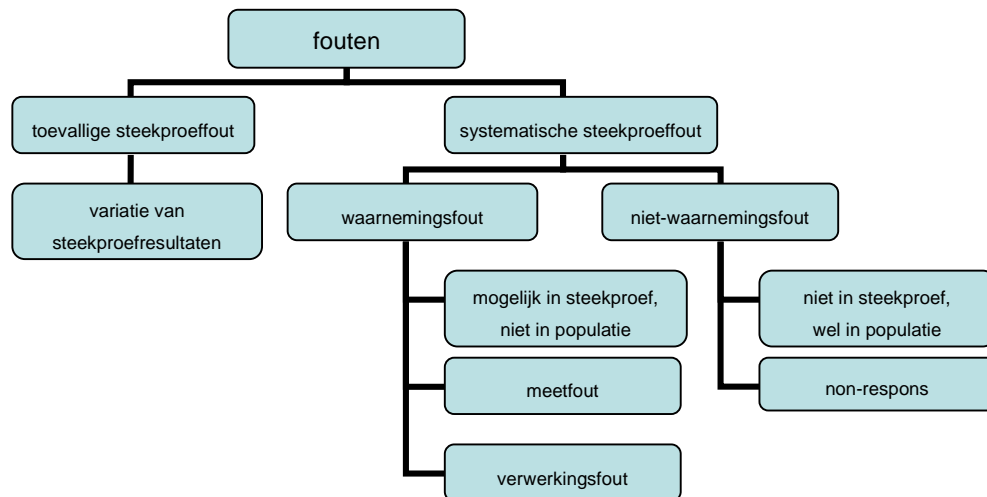 fouten
toevallige steekproeffout
systematische steekproeffout
variatie van
steekproefresultaten
waarnemingsfout
niet-waarnemingsfout
mogelijk in steekproef,
niet in populatie
niet in steekproef,
wel in populatie
meetfout
non-respons
verwerkingsfout